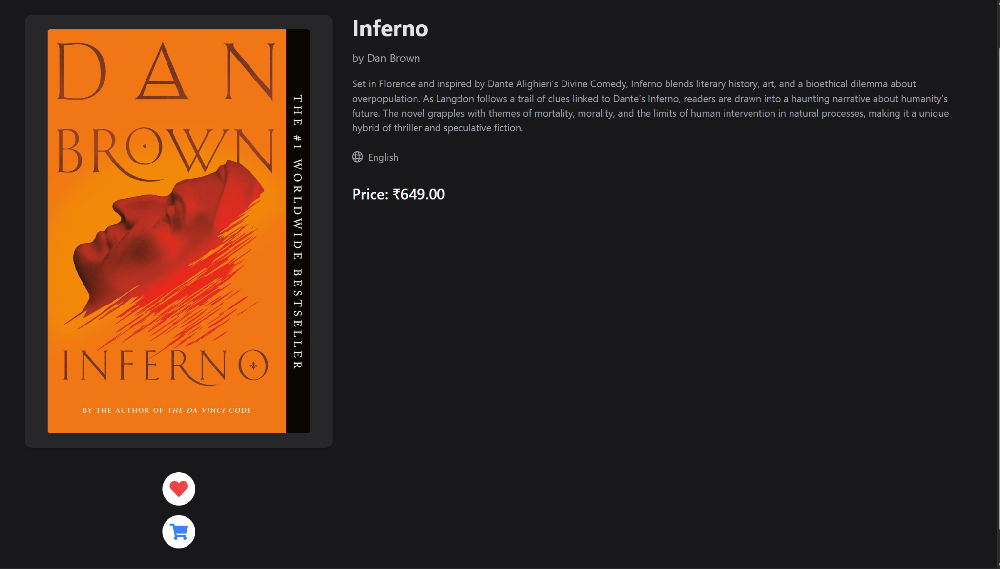 DAN
BROWN
INFERNO
BY THE AUTHOR OF THE DA VINCI CODE
THE #1 WORLDWIDE BESTSELLER
Inferno
by Dan Brown
Set in Florence and inspired by Dante Alighieri’s Divine Comedy, Inferno blends literary history, art, and a bioethical dilemma about
overpopulation. As Langdon follows a trail of clues linked to Dante’s Inferno, readers are drawn into a haunting narrative about humanity’s
future. The novel grapples with themes of mortality, morality, and the limits of human intervention in natural processes, making it a unique
hybrid of thriller and speculative fiction.
English
Price: ₹649.00